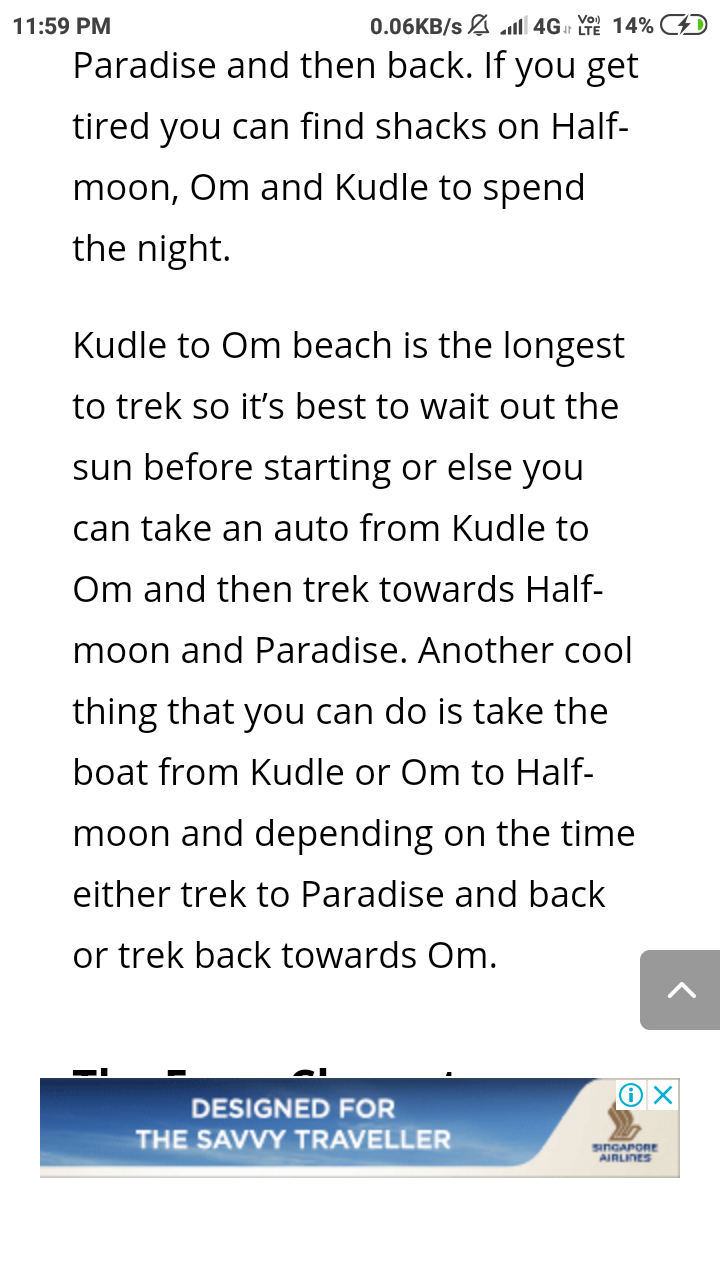 11:59 PM 0.06KB/s 4G Vo) LTE 14%
Paradise and then back. If you get
tired you can find shacks on Half-
moon, Om and Kudle to spend
the night.
Kudle to Om beach is the longest
to trek so it’s best to wait out the
sun before starting or else you
can take an auto from Kudle to
Om and then trek towards Half-
moon and Paradise. Another cool
thing that you can do is take the
boat from Kudle or Om to Half-
moon and depending on the time
either trek to Paradise and back
or trek back towards Om.
DESIGNED FOR
THE SAVVY TRAVELLER
SINGAPORE
AIRLINES